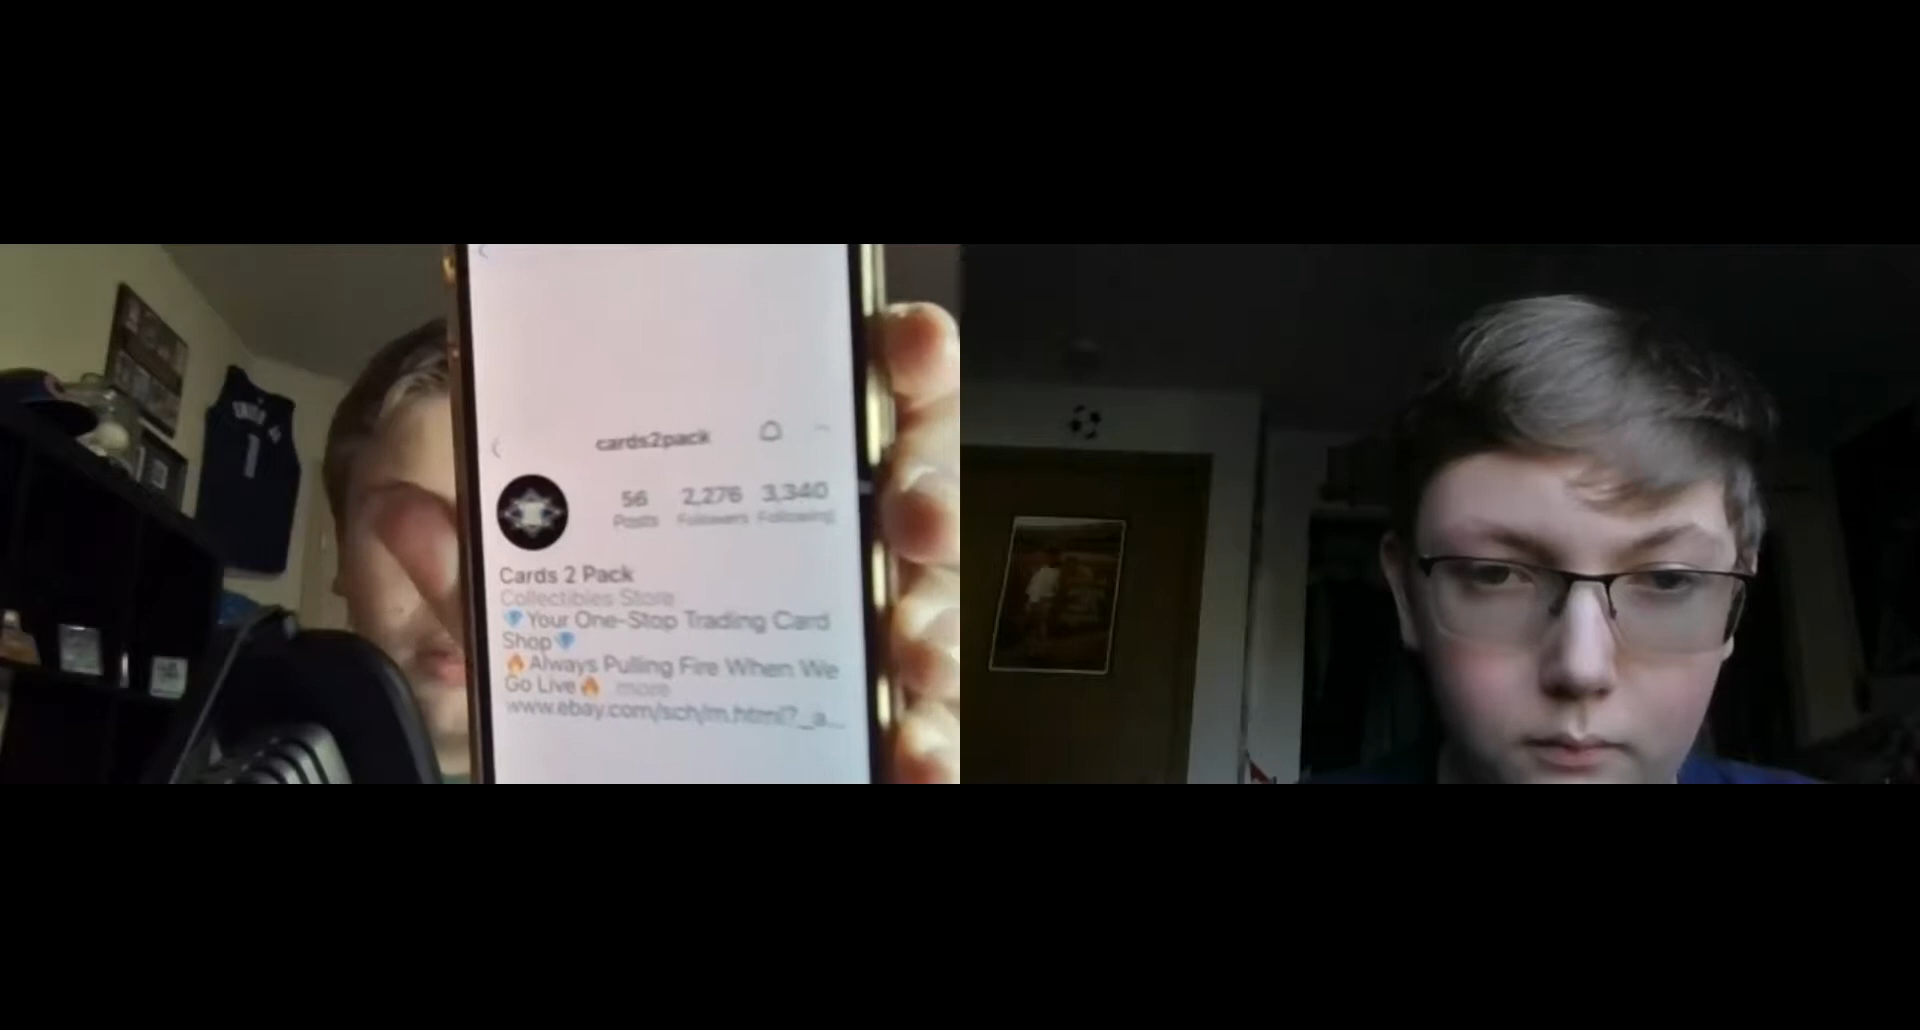 1
cards2pack
56 2,276 3,340
Posts Followers Following
Cards 2 Pack
Collectibles Store
💎Your One-Stop Trading Card
Shop💎
🔥Always Pulling Fire When We
Go Live🔥 more
www.ebay.com/sch/m.html?_a...